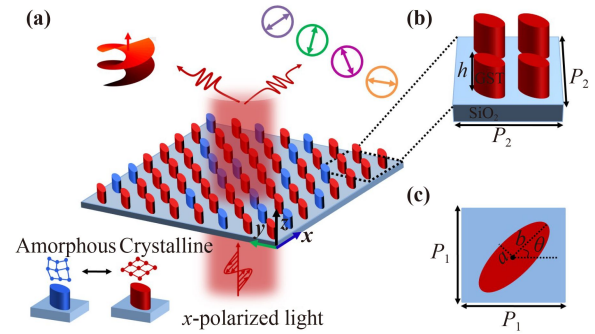 (a)
z
y
x
Amorphous Crystalline
x-polarized light
(b)
h
GST
P2
SiO2
P2
(c)
P1
a
b
θ
P1